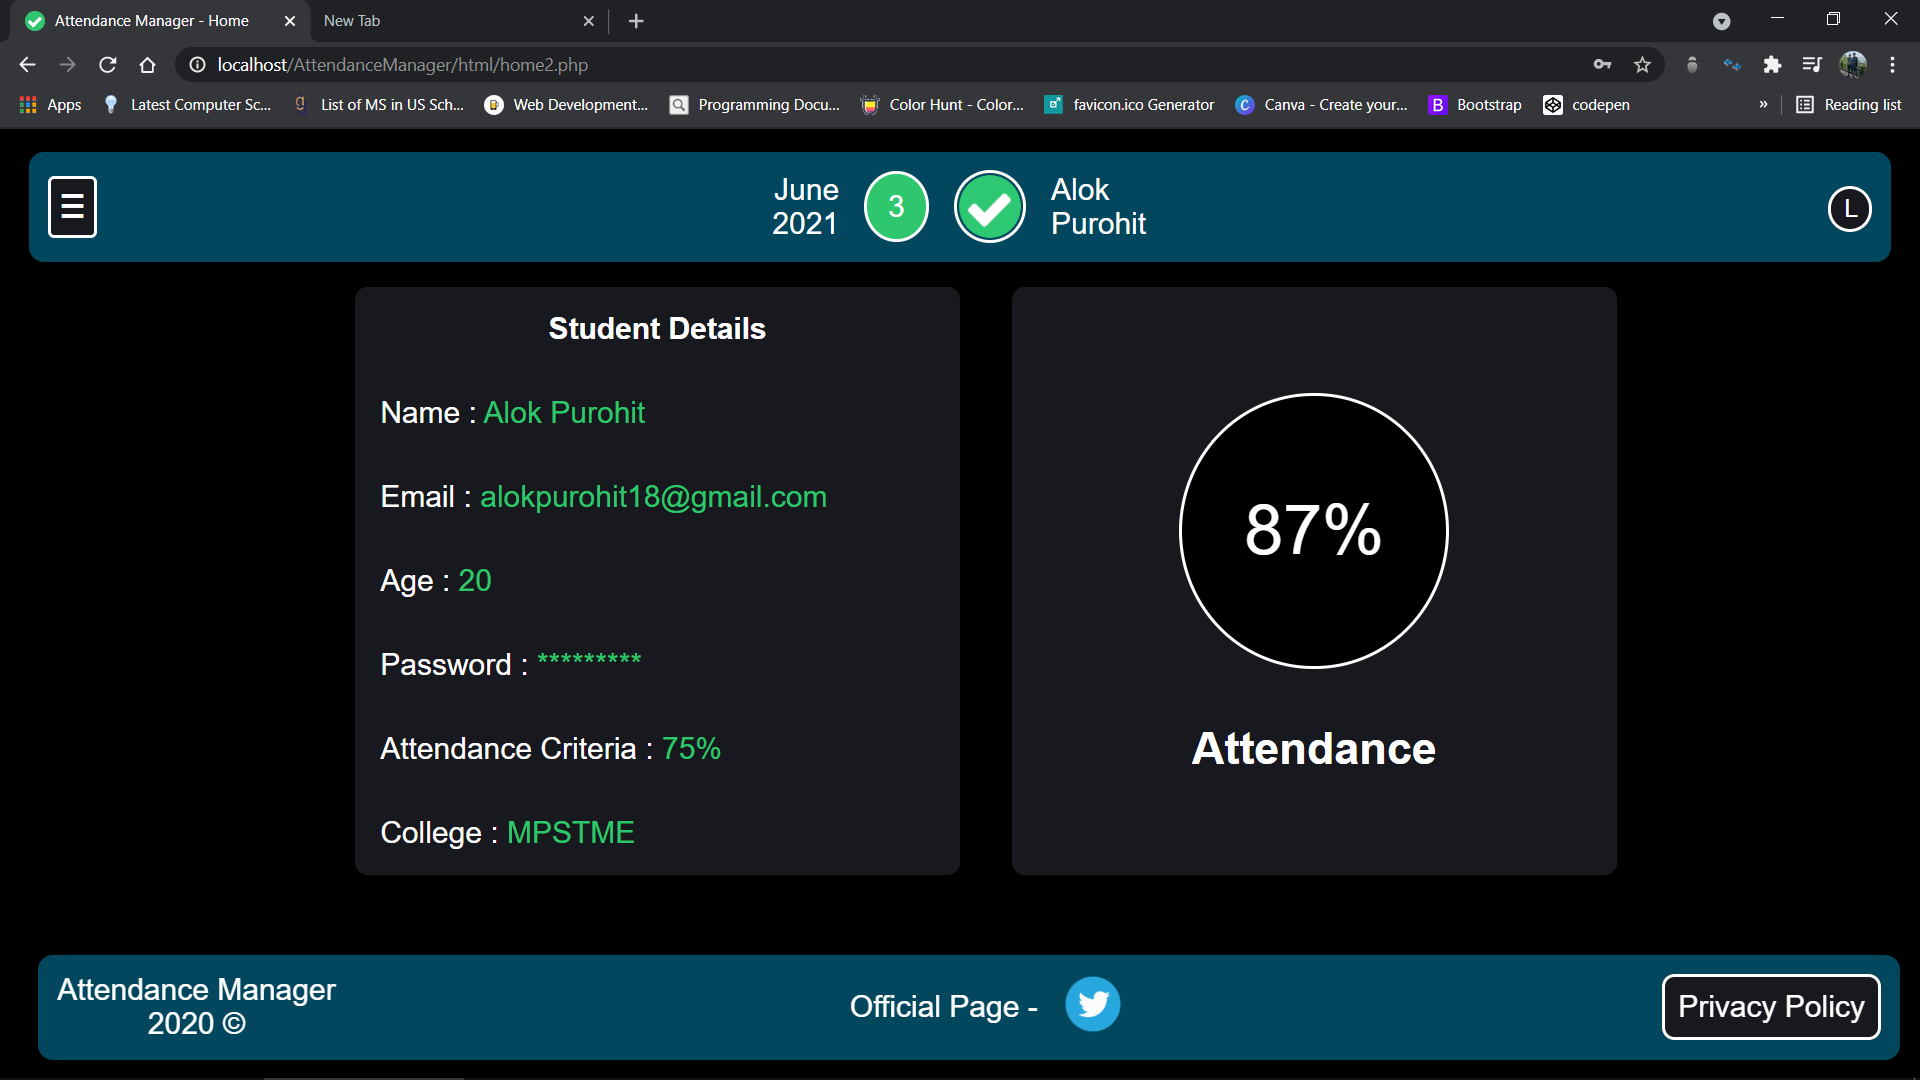 Attendance Manager - Home
New Tab
localhost/AttendanceManager/html/home2.php
Apps
Latest Computer Sc...
List of MS in US Sch...
Web Development...
Programming Docu...
Color Hunt - Color...
favicon.ico Generator
Canva - Create your...
B
Bootstrap
codepen
»
Reading list
June
2021
3
Alok
Purohit
L
Student Details
Name : Alok Purohit
Email : alokpurohit18@gmail.com
Age : 20
Password : *********
Attendance Criteria : 75%
College : MPSTME
87%
Attendance
Attendance Manager
2020 ©
Official Page -
Privacy Policy